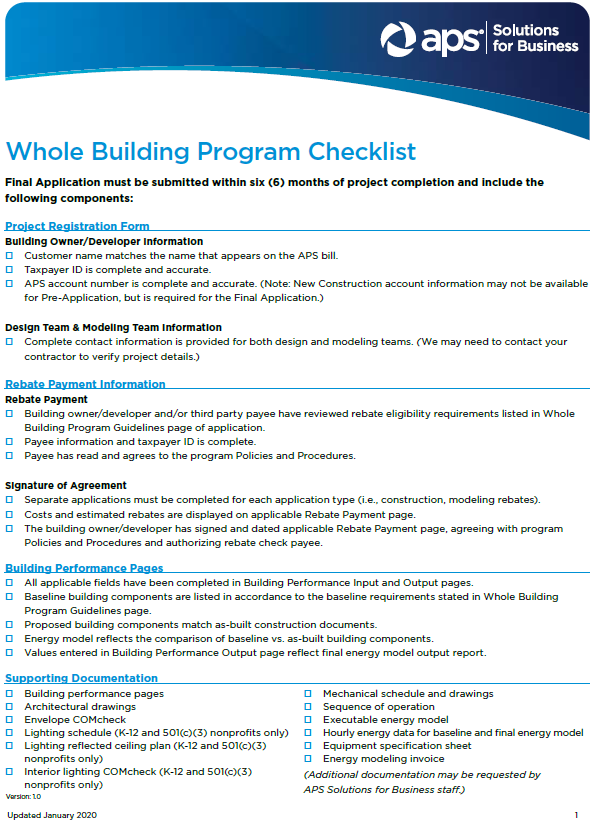 aps Solutions
for Business
Whole Building Program Checklist
Final Application must be submitted within six (6) months of project completion and include the
following components:
Project Registration Form
Building Owner/Developer Information
Customer name matches the name that appears on the APS bill.
Taxpayer ID is complete and accurate.
APS account number is complete and accurate. (Note: New Construction account information may not be available
for Pre-Application, but is required for the Final Application.)
Design Team & Modeling Team Information
Complete contact information is provided for both design and modeling teams. (We may need to contact your
contractor to verify project details.)
Rebate Payment Information
Rebate Payment
Building owner/developer and/or third party payee have reviewed rebate eligibility requirements listed in Whole
Building Program Guidelines page of application.
Payee information and taxpayer ID is complete.
Payee has read and agrees to the program Policies and Procedures.
Signature of Agreement
Separate applications must be completed for each application type (i.e., construction, modeling rebates).
Costs and estimated rebates are displayed on applicable Rebate Payment page.
The building owner/developer has signed and dated applicable Rebate Payment page, agreeing with program
Policies and Procedures and authorizing rebate check payee.
Building Performance Pages
All applicable fields have been completed in Building Performance Input and Output pages.
Baseline building components are listed in accordance to the baseline requirements stated in Whole Building
Program Guidelines page.
Proposed building components match as-built construction documents.
Energy model reflects the comparison of baseline vs. as-built building components.
Values entered in Building Performance Output page reflect final energy model output report.
Supporting Documentation
Building performance pages
Architectural drawings
Envelope COMcheck
Lighting schedule (K-12 and 501(c)(3) nonprofits only)
Lighting reflected ceiling plan (K-12 and 501(c)(3)
nonprofits only)
Interior lighting COMcheck (K-12 and 501(c)(3)
nonprofits only)
Mechanical schedule and drawings
Sequence of operation
Executable energy model
Hourly energy data for baseline and final energy model
Equipment specification sheet
Energy modeling invoice
(Additional documentation may be requested by
APS Solutions for Business staff.)
Version: 1.0
Updated January 2020
1